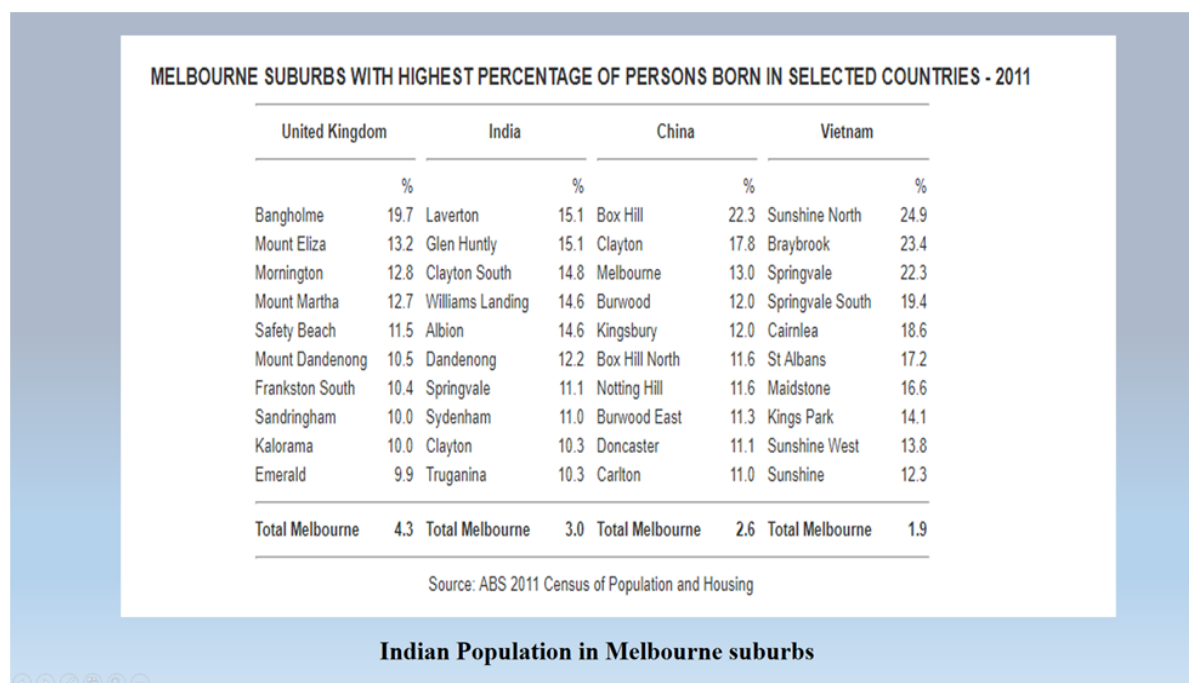 MELBOURNE SUBURBS WITH HIGHEST PERCENTAGE OF PERSONS BORN IN SELECTED COUNTRIES - 2011
United Kingdom India China Vietnam
% % % %
Bangholme 19.7 Laverton 15.1 Box Hill 22.3 Sunshine North 24.9
Mount Eliza 13.2 Glen Huntly 15.1 Clayton 17.8 Braybrook 23.4
Mornington 12.8 Clayton South 14.8 Melbourne 13.0 Springvale 22.3
Mount Martha 12.7 Williams Landing 14.6 Burwood 12.0 Springvale South 19.4
Safety Beach 11.5 Albion 14.6 Kingsbury 12.0 Cairnlea 18.6
Mount Dandenong 10.5 Dandenong 12.2 Box Hill North 11.6 St Albans 17.2
Frankston South 10.4 Springvale 11.1 Notting Hill 11.6 Maidstone 16.6
Sandringham 10.0 Sydenham 11.0 Burwood East 11.3 Kings Park 14.1
Kalorama 10.0 Clayton 10.3 Doncaster 11.1 Sunshine West 13.8
Emerald 9.9 Truganina 10.3 Carlton 11.0 Sunshine 12.3
Total Melbourne 4.3 Total Melbourne 3.0 Total Melbourne 2.6 Total Melbourne 1.9
Source: ABS 2011 Census of Population and Housing
Indian Population in Melbourne suburbs